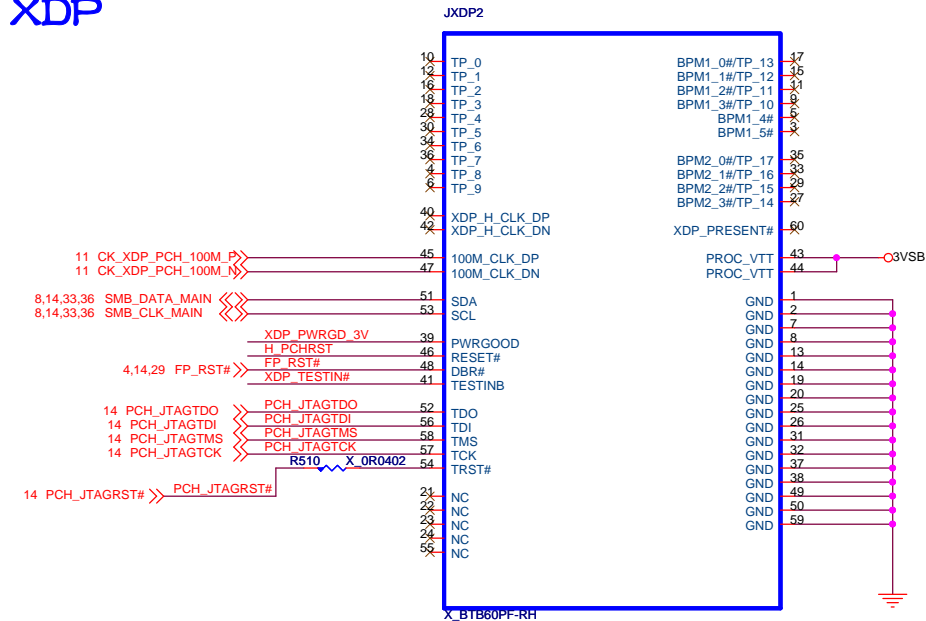 XDP
JXDP2
10 TP_0 BPM1_0#/TP_13 17
12 TP_1 BPM1_1#/TP_12 15
16 TP_2 BPM1_2#/TP_11 11
18 TP_3 BPM1_3#/TP_10 9
28 TP_4 BPM1_4# 5
30 TP_5 BPM1_5# 3
34 TP_6
36 TP_7 BPM2_0#/TP_17 35
4 TP_8 BPM2_1#/TP_16 33
6 TP_9 BPM2_2#/TP_15 29
BPM2_3#/TP_14 27
40 XDP_H_CLK_DP
42 XDP_H_CLK_DN XDP_PRESENT# 60
11 CK_XDP_PCH_100M_P 45 100M_CLK_DP PROC_VTT 43 3VSB
11 CK_XDP_PCH_100M_N 47 100M_CLK_DN PROC_VTT 44
8,14,33,36 SMB_DATA_MAIN 51 SDA GND 1
8,14,33,36 SMB_CLK_MAIN 53 SCL GND 2
GND 7
XDP_PWRGD_3V 39 PWRGOOD GND 8
H_PCHRST 46 RESET# GND 13
4,14,29 FP_RST# FP_RST# 48 DBR# GND 14
XDP_TESTIN# 41 TESTINB GND 19
GND 20
14 PCH_JTAGTDO PCH_JTAGTDO 52 TDO GND 25
14 PCH_JTAGTDI PCH_JTAGTDI 56 TDI GND 26
14 PCH_JTAGTMS PCH_JTAGTMS 58 TMS GND 31
14 PCH_JTAGTCK PCH_JTAGTCK 57 TCK GND 32
R510 X_0R0402 54 TRST# GND 37
GND 38
14 PCH_JTAGRST# PCH_JTAGRST# 21 NC GND 49
22 NC GND 50
23 NC GND 59
24 NC
55 NC
X_BTB60PF-RH